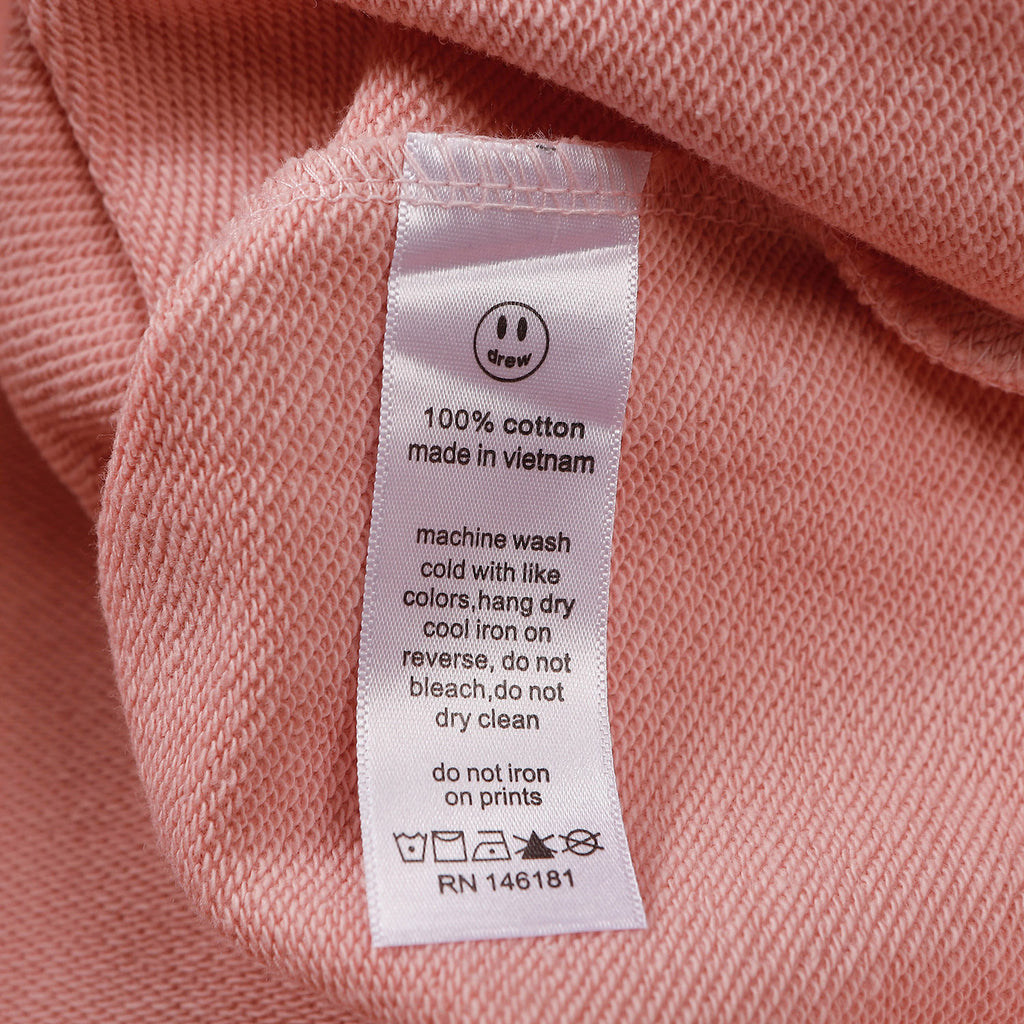 drew
100% cotton
made in vietnam
machine wash
cold with like
colors,hang dry
cool iron on
reverse, do not
bleach,do not
dry clean
do not iron
on prints
RN 146181